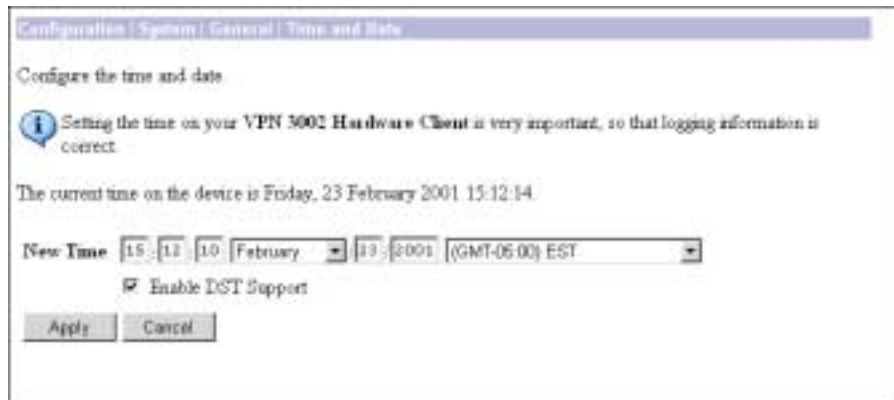 Configuration | System | General | Time and Date
Configure the time and date.
Setting the time on your VPN 3002 Hardware Client is very important, so that logging information is
correct.
The current time on the device is Friday, 23 February 2001 15:12:14.
New Time 15 : 12 : 10 February / 23 / 2001 (GMT-05:00) EST
Enable DST Support
Apply Cancel